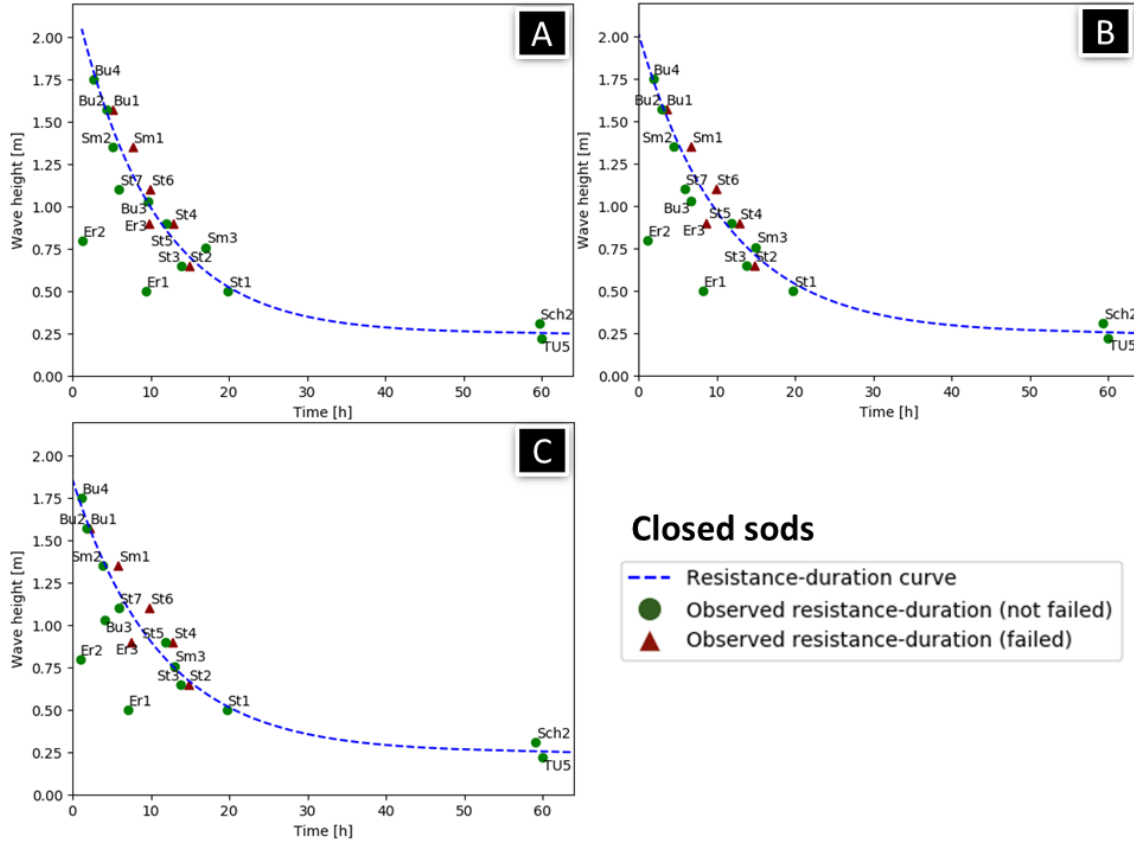 A
2.00
1.75
1.50
1.25
1.00
0.75
0.50
0.25
0.00
Wave height [m]
Bu4
Bu2 Bu1
Sm2 Sm1
St7 St6
Bu3 St4
Er3
Er2 St5 Sm3
St3 St2
Er1 St1
Sch2
TU5
0 10 20 30 40 50 60
Time [h]
B
2.00
1.75
1.50
1.25
1.00
0.75
0.50
0.25
0.00
Wave height [m]
Bu4
Bu2 Bu1
Sm2 Sm1
St7 St6
Bu3 St5 St4
Er2 Er3 Sm3
St3 St2
Er1 St1
Sch2
TU5
0 10 20 30 40 50 60
Time [h]
C
2.00
1.75
1.50
1.25
1.00
0.75
0.50
0.25
0.00
Wave height [m]
Bu4
Bu2 Bu1
Sm2 Sm1
St7 St6
Bu3 St5 St4
Er2 Er3 Sm3
St3 St2
Er1 St1
Sch2
TU5
0 10 20 30 40 50 60
Time [h]
Closed sods
Resistance-duration curve
Observed resistance-duration (not failed)
Observed resistance-duration (failed)